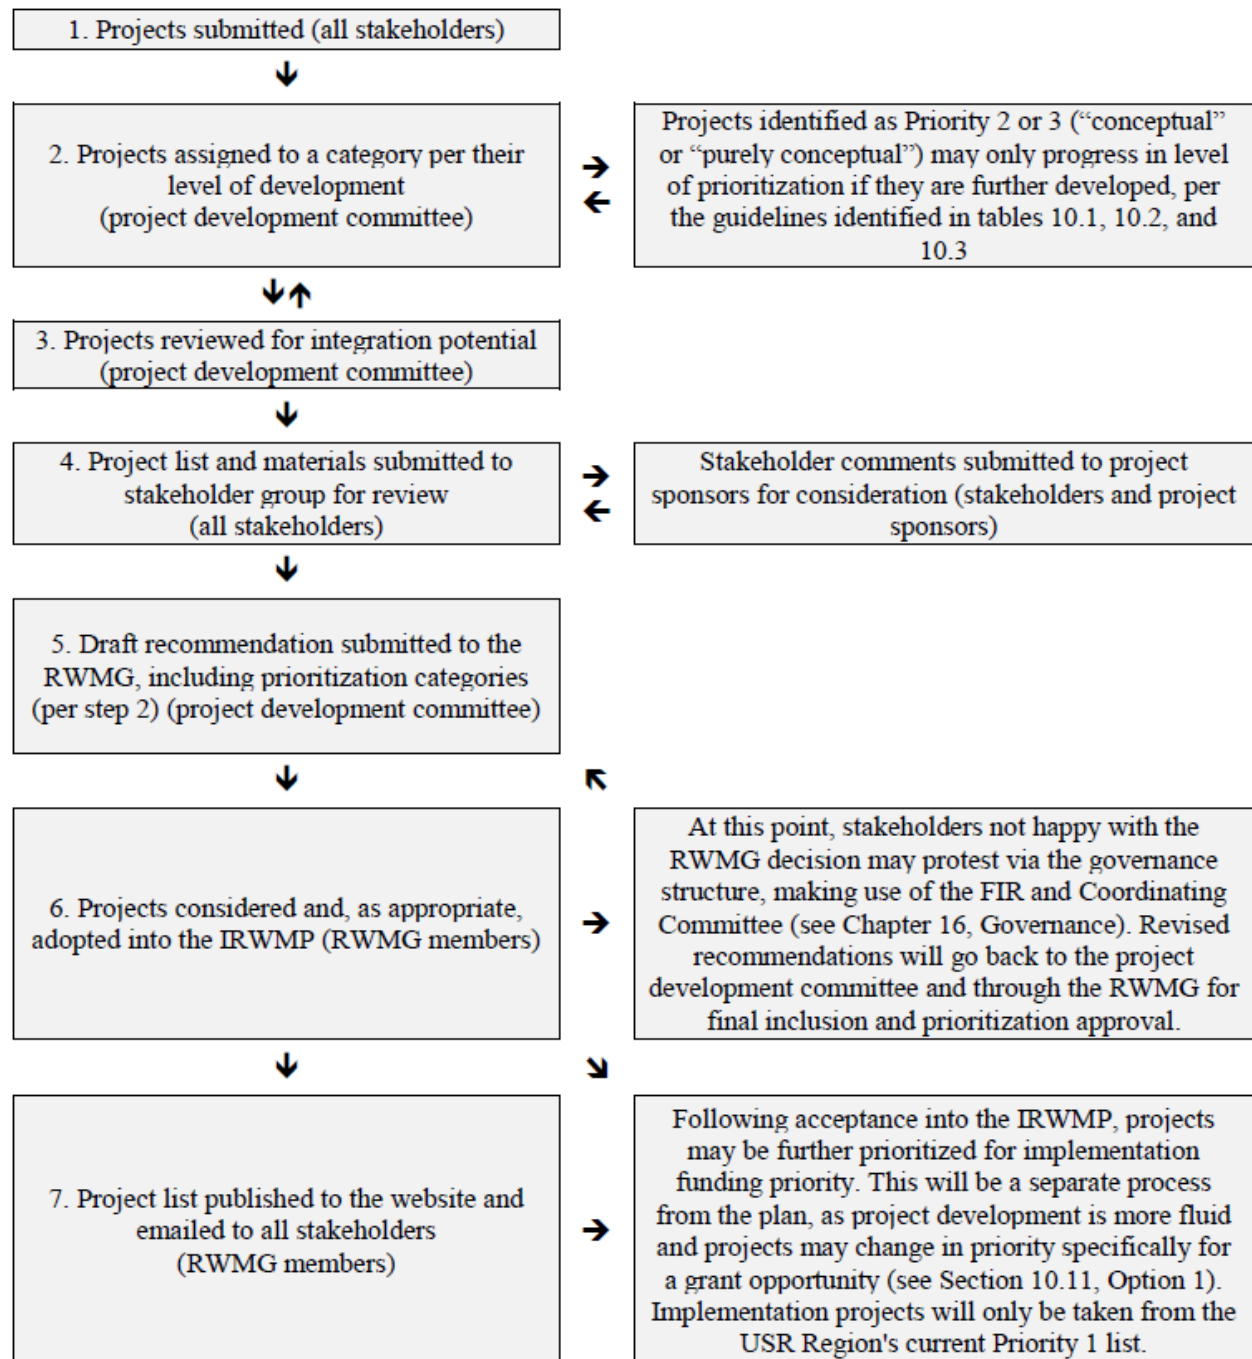 1. Projects submitted (all stakeholders)
2. Projects assigned to a category per their
level of development
(project development committee)
Projects identified as Priority 2 or 3 (“conceptual”
or “purely conceptual”) may only progress in level
of prioritization if they are further developed, per
the guidelines identified in tables 10.1, 10.2, and
10.3
3. Projects reviewed for integration potential
(project development committee)
4. Project list and materials submitted to
stakeholder group for review
(all stakeholders)
Stakeholder comments submitted to project
sponsors for consideration (stakeholders and project
sponsors)
5. Draft recommendation submitted to the
RWMG, including prioritization categories
(per step 2) (project development committee)
6. Projects considered and, as appropriate,
adopted into the IRWMP (RWMG members)
At this point, stakeholders not happy with the
RWMG decision may protest via the governance
structure, making use of the FIR and Coordinating
Committee (see Chapter 16, Governance). Revised
recommendations will go back to the project
development committee and through the RWMG for
final inclusion and prioritization approval.
7. Project list published to the website and
emailed to all stakeholders
(RWMG members)
Following acceptance into the IRWMP, projects
may be further prioritized for implementation
funding priority. This will be a separate process
from the plan, as project development is more fluid
and projects may change in priority specifically for
a grant opportunity (see Section 10.11, Option 1).
Implementation projects will only be taken from the
USR Region's current Priority 1 list.